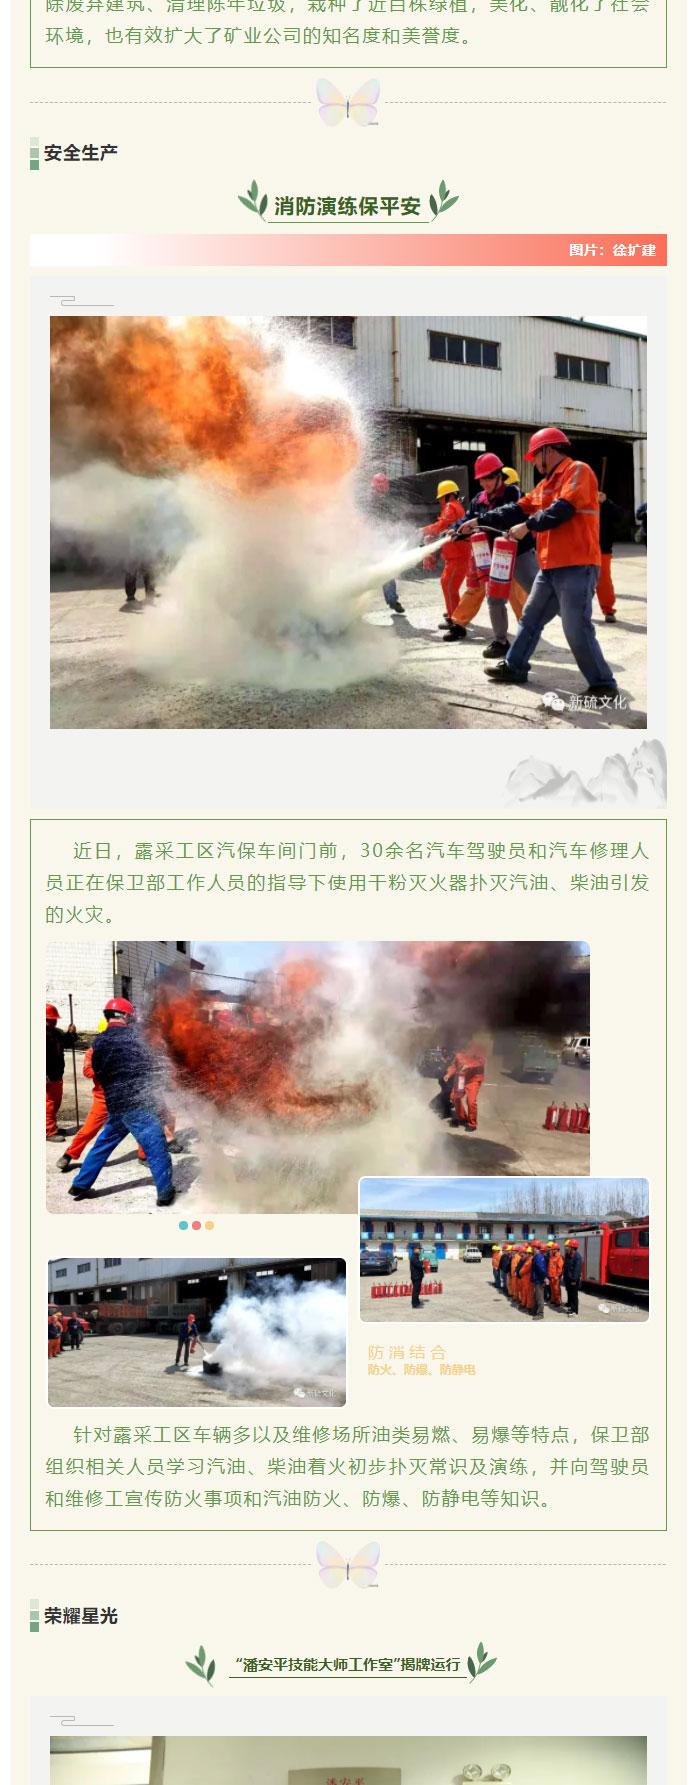 除废弃建筑、清理陈年垃圾，栽种了近百株绿植，美化、靓化了社会
环境，也有效扩大了矿业公司的知名度和美誉度。
安全生产
消防演练保平安
图片：徐扩建
新硫文化
近日，露采工区汽保车间门前，30余名汽车驾驶员和汽车修理人
员正在保卫部工作人员的指导下使用干粉灭火器扑灭汽油、柴油引发
的火灾。
新硫文化
新硫文化
防消结合
防火、防爆、防静电
针对露采工区车辆多以及维修场所油类易燃、易爆等特点，保卫部
组织相关人员学习汽油、柴油着火初步扑灭常识及演练，并向驾驶员
和维修工宣传防火事项和汽油防火、防爆、防静电等知识。
荣耀星光
“潘安平技能大师工作室”揭牌运行
潘安平